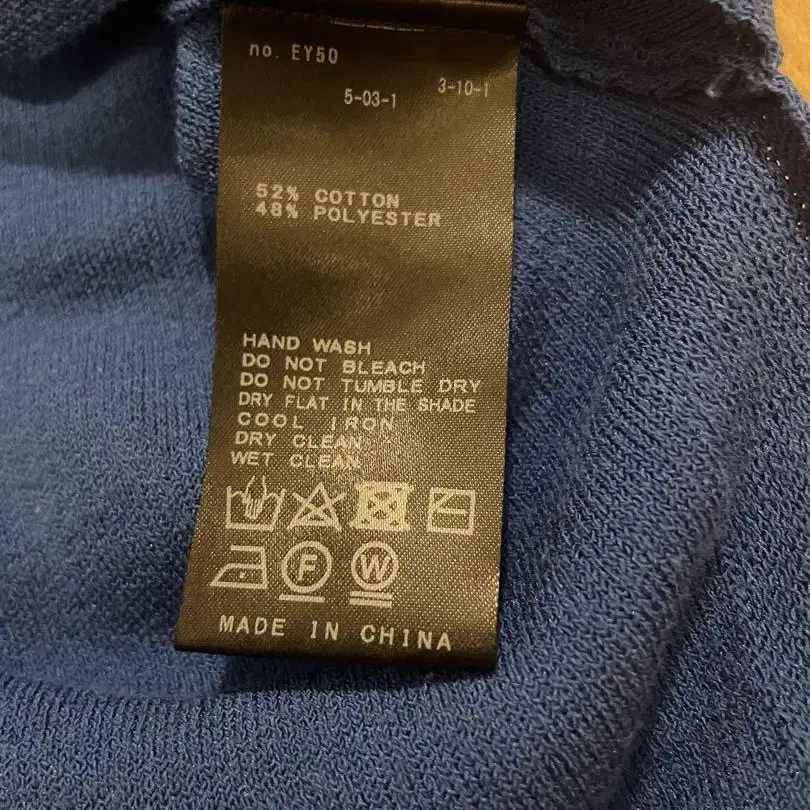 no. EY50
5-03-1 3-10-1
52% COTTON
48% POLYESTER
HAND WASH
DO NOT BLEACH
DO NOT TUMBLE DRY
DRY FLAT IN THE SHADE
COOL IRON
DRY CLEAN
WET CLEAN
F W
MADE IN CHINA